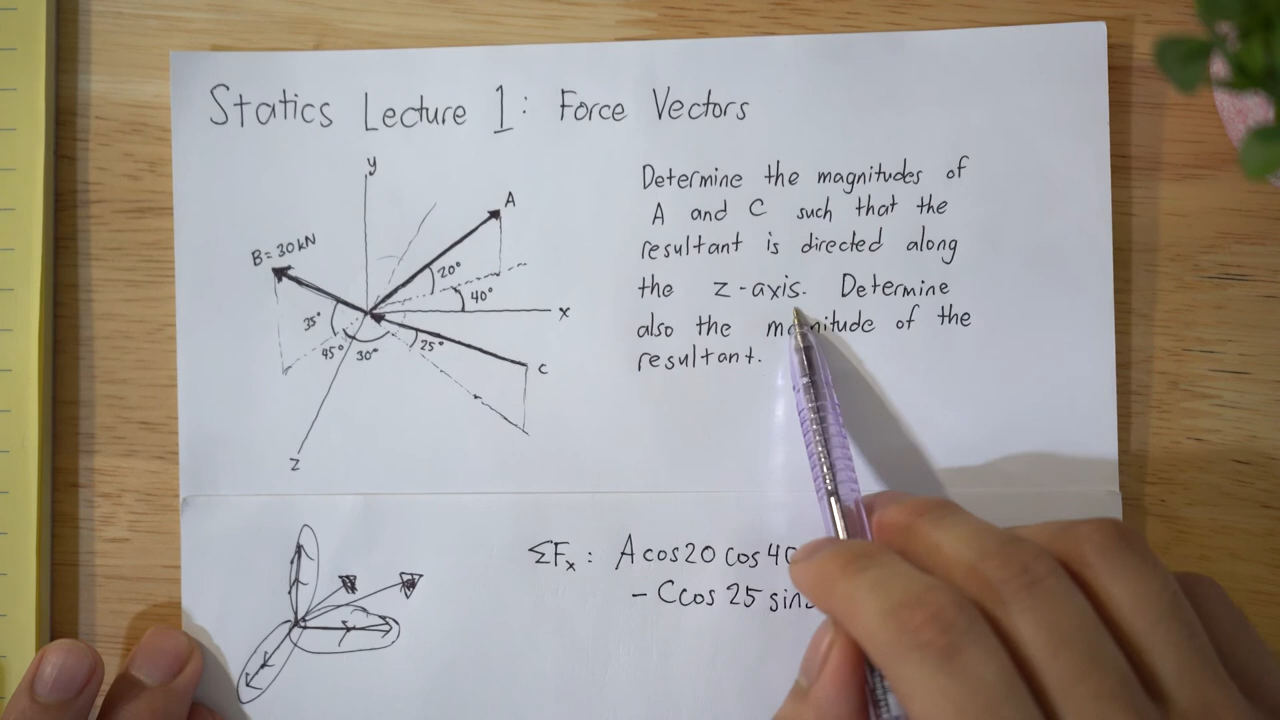 Statics Lecture 1: Force Vectors
y
A
B = 30 kN
20°
40°
x
35°
45°
30°
25°
C
z
Determine the magnitudes of
A and C such that the
resultant is directed along
the z-axis. Determine
also the of the
resultant.
ΣFx: A cos 20 cos 40
- C cos 25